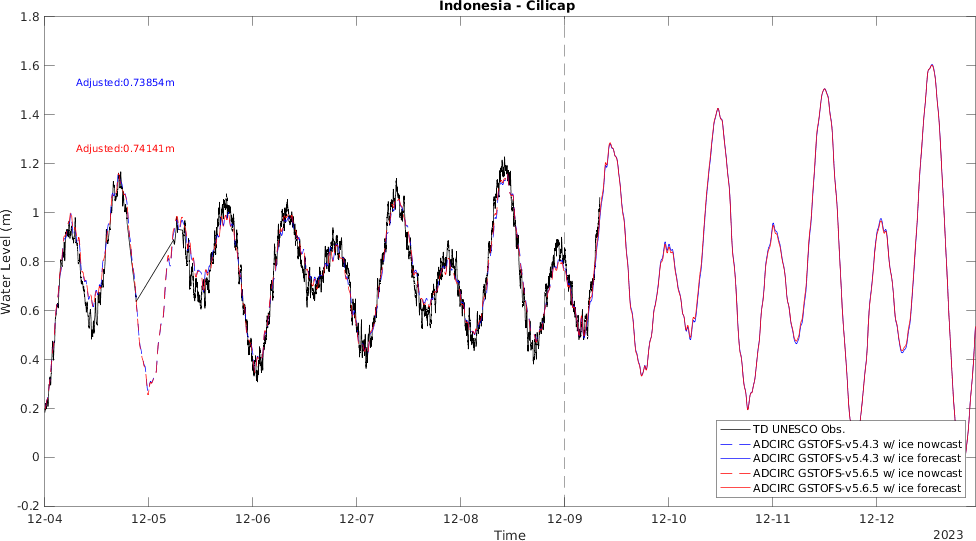 Indonesia - Cilicap
Water Level (m)
1.8
1.6
1.4
1.2
1
0.8
0.6
0.4
0.2
0
-0.2
Adjusted:0.73854m
Adjusted:0.74141m
TD UNESCO Obs.
ADCIRC GSTOFS-v5.4.3 w/ ice nowcast
ADCIRC GSTOFS-v5.4.3 w/ ice forecast
ADCIRC GSTOFS-v5.6.5 w/ ice nowcast
ADCIRC GSTOFS-v5.6.5 w/ ice forecast
12-04 12-05 12-06 12-07 12-08 12-09 12-10 12-11 12-12
Time
2023